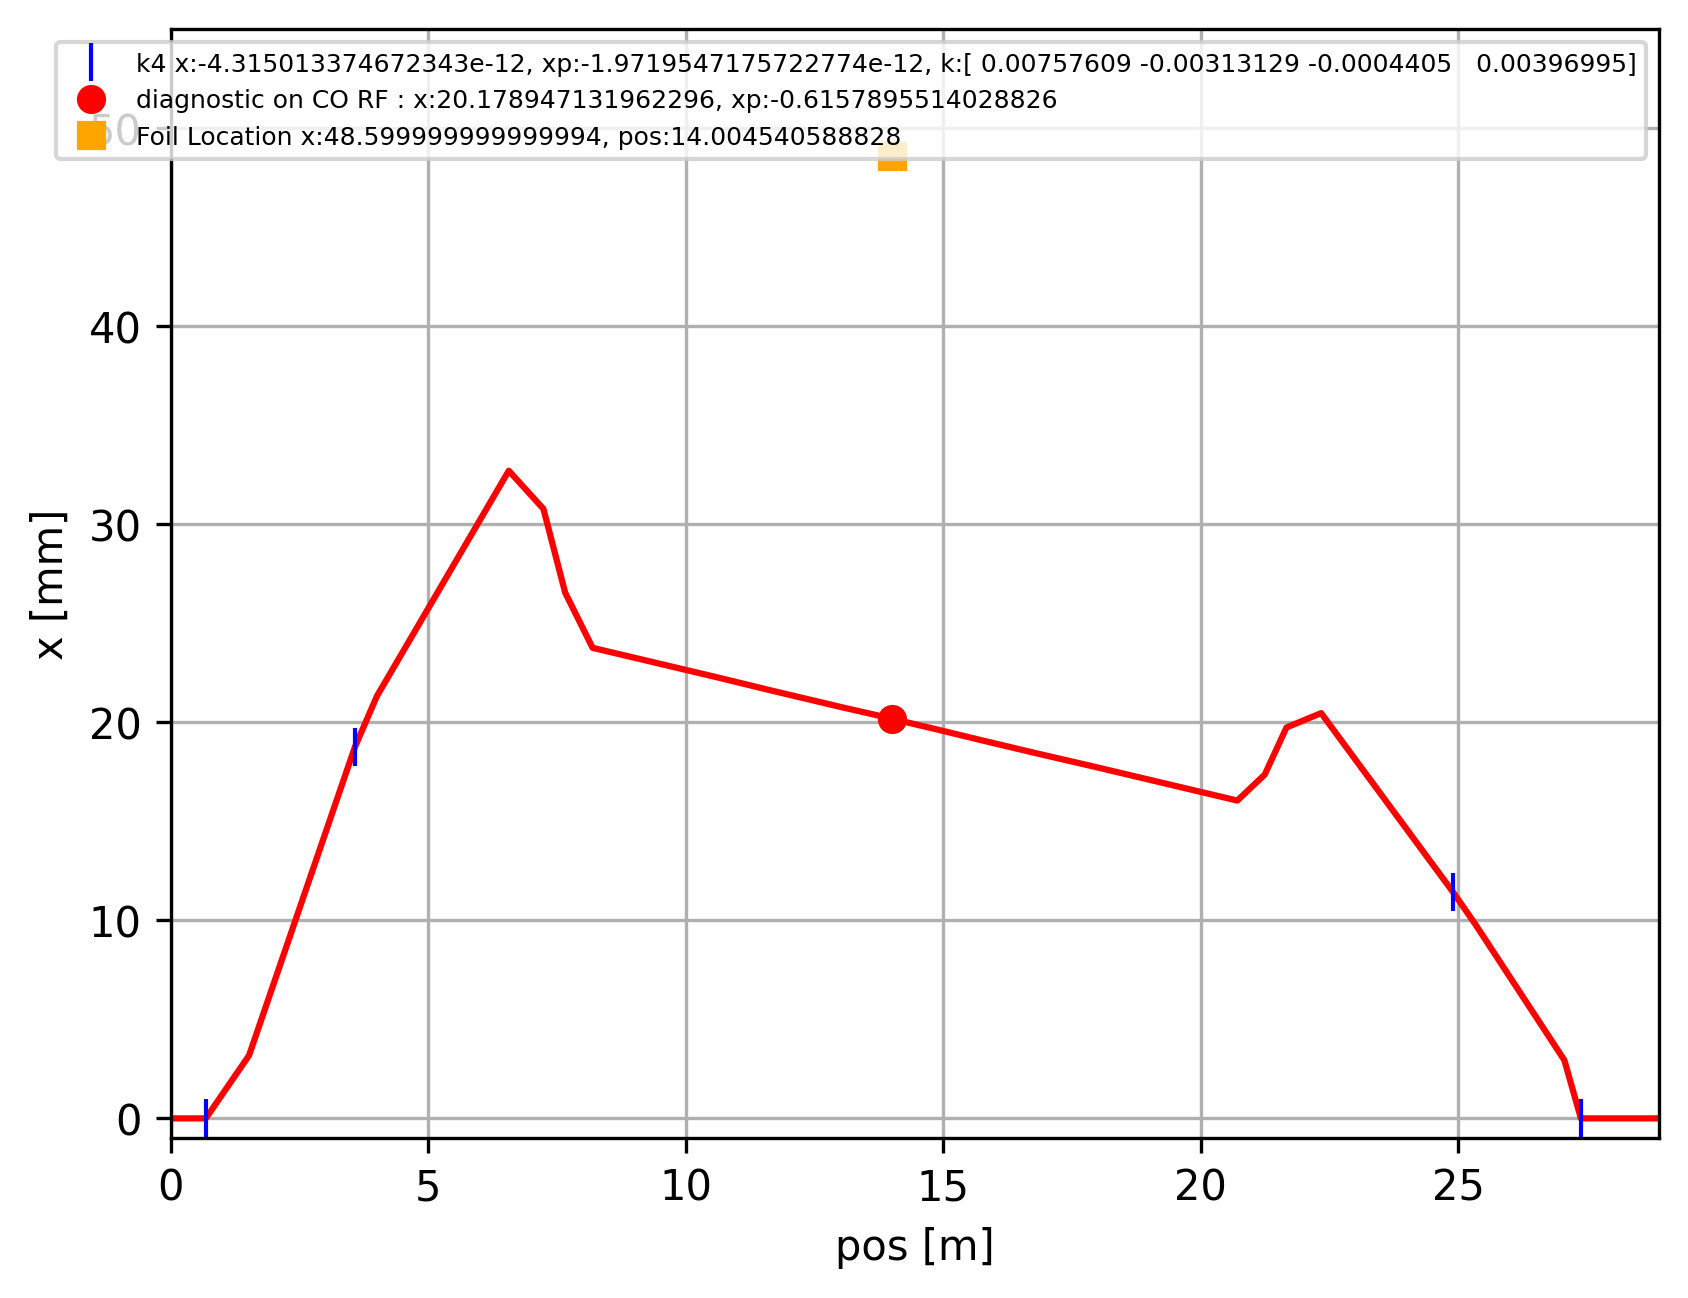 k4 x:-4.315013374672343e-12, xp:-1.9719547175722774e-12, k:[ 0.00757609 -0.00313129 -0.0004405 0.00396995]
diagnostic on CO RF : x:20.178947131962296, xp:-0.6157895514028826
Foil Location x:48.599999999999994, pos:14.004540588828
50
40
30
20
10
0
x [mm]
0 5 10 15 20 25
pos [m]